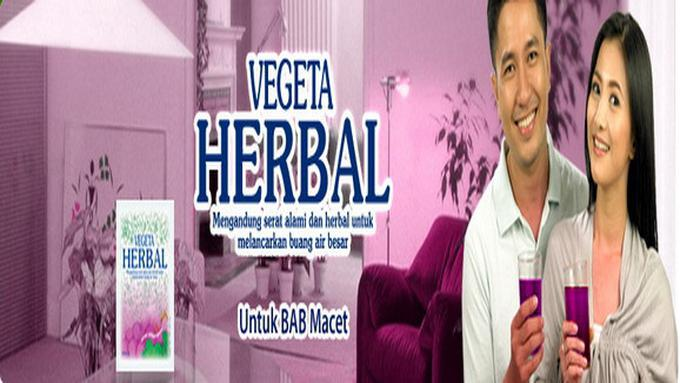 VEGETA
HERBAL
Mengandung serat alami dan herbal untuk
melancarkan buang air besar
VEGETA
HERBAL
Untuk BAB Macet